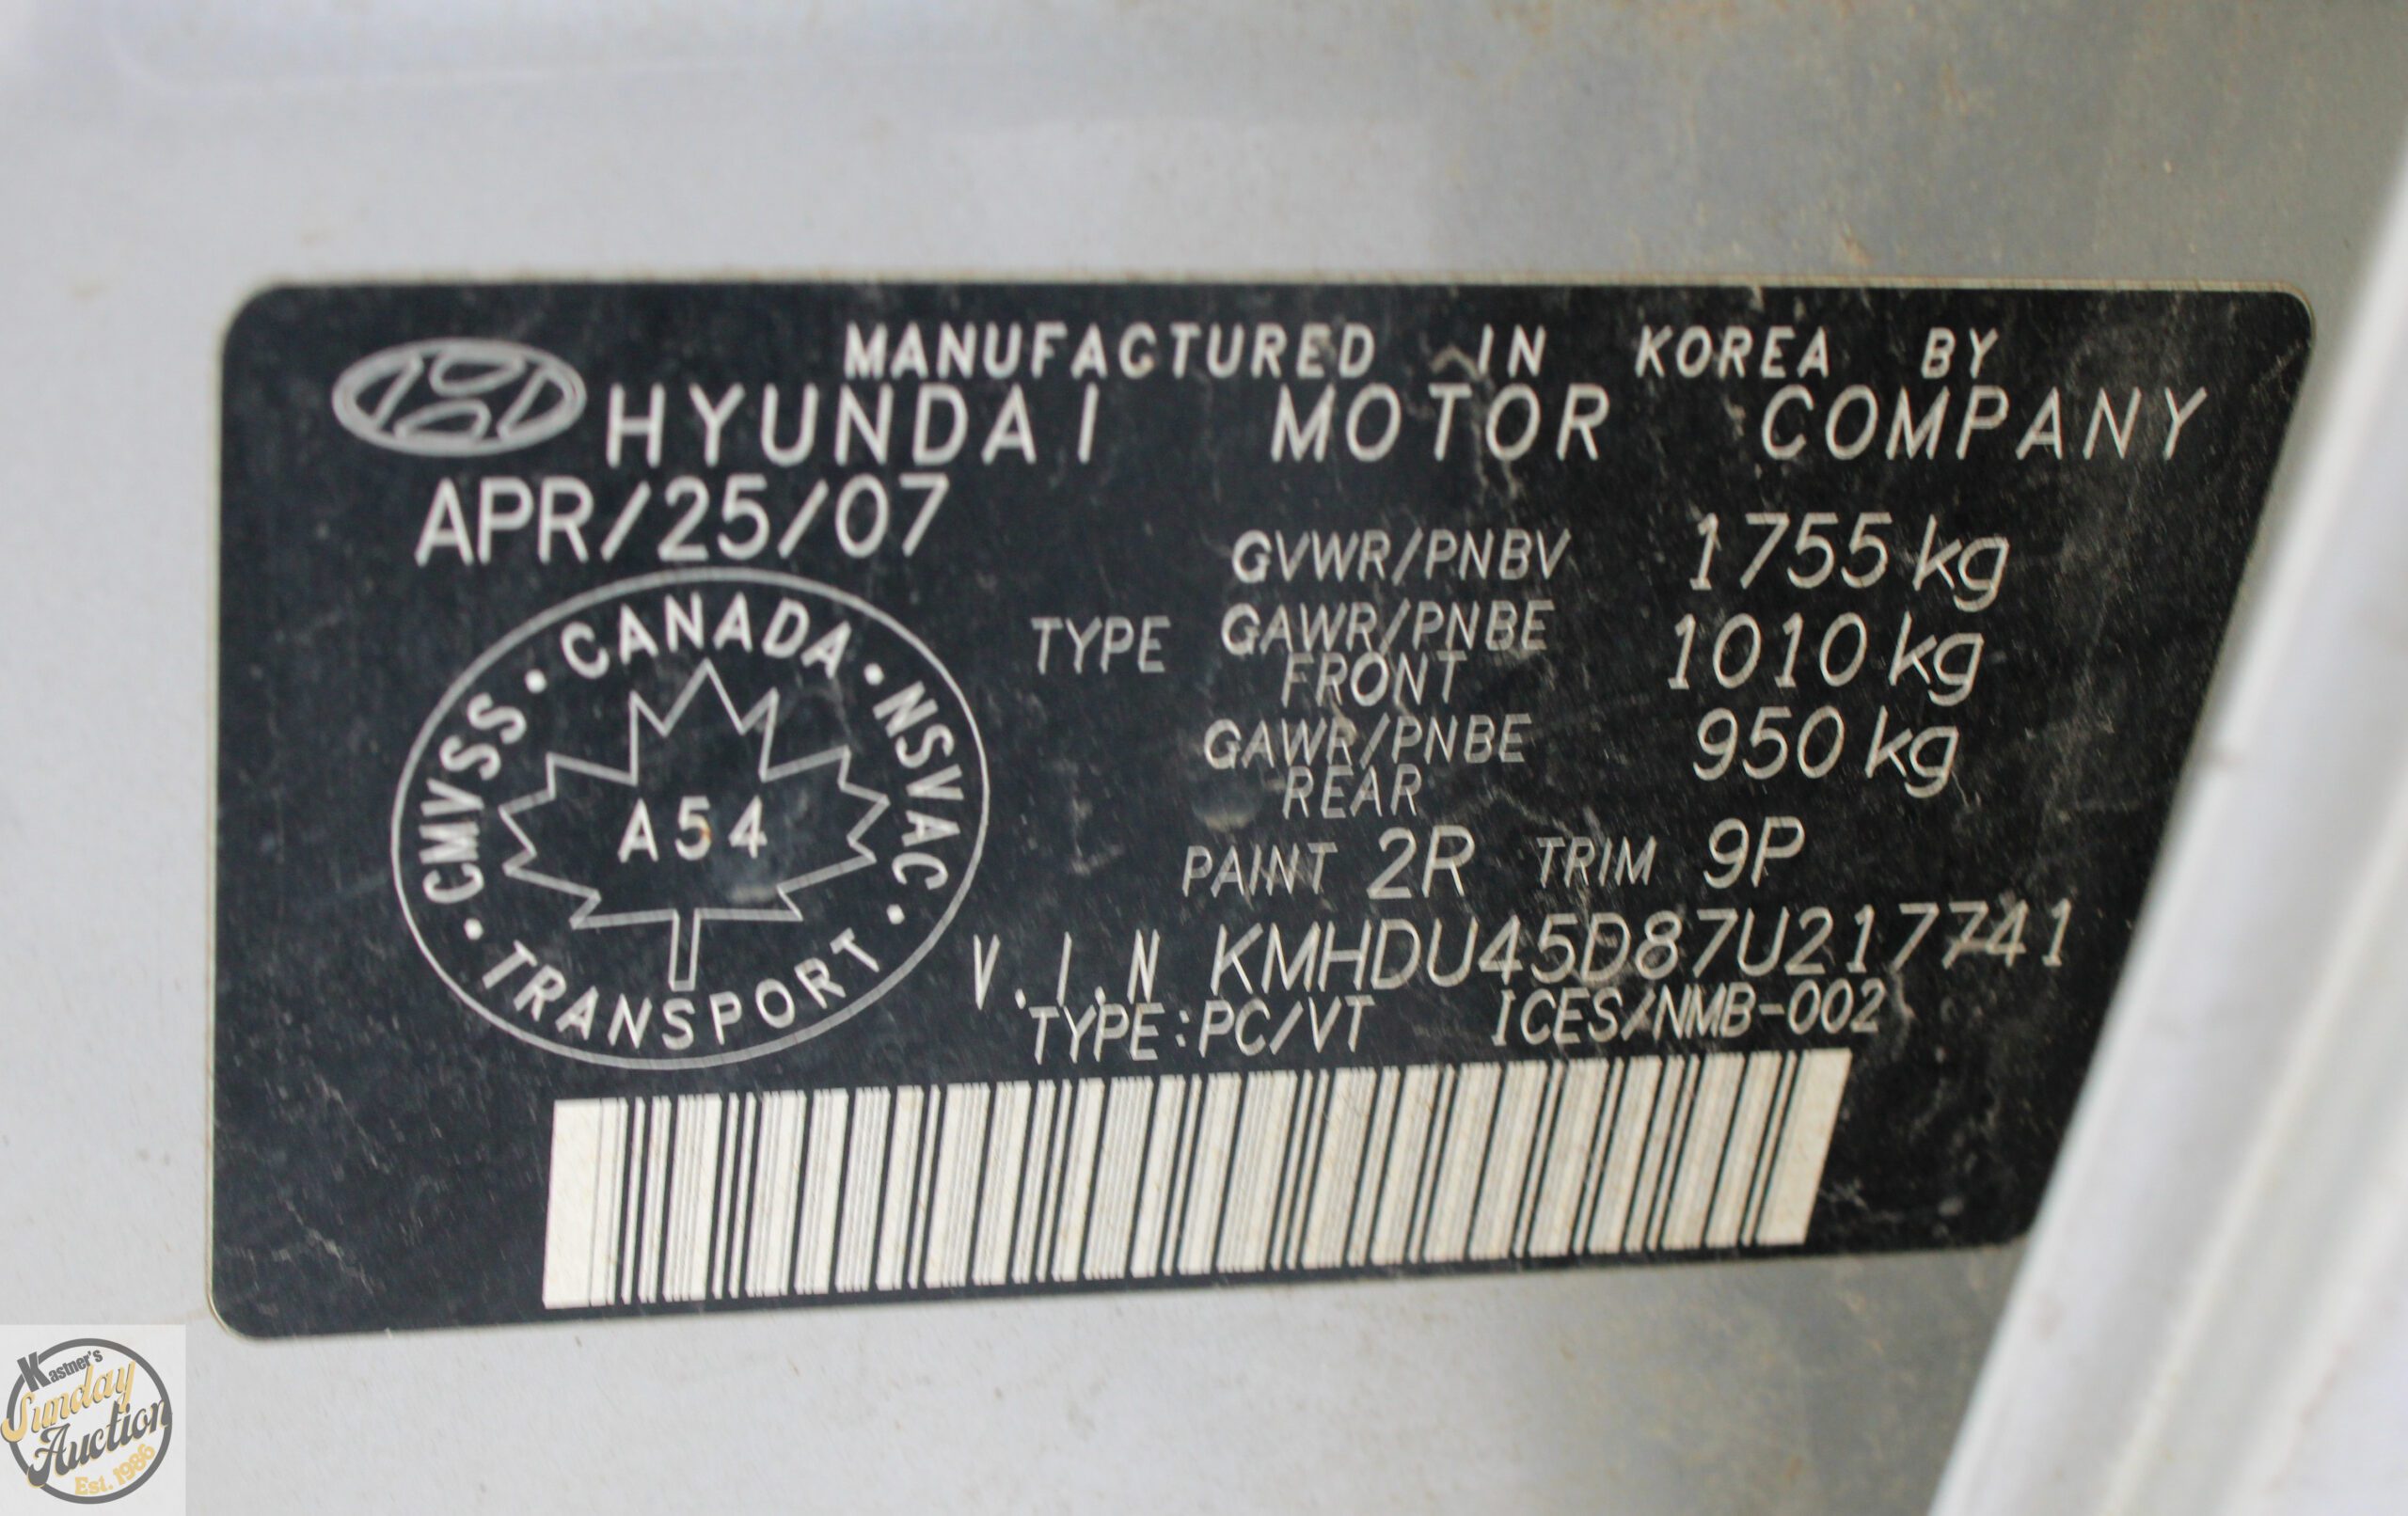 MANUFACTURED IN KOREA BY
HYUNDAI MOTOR COMPANY
APR/25/07
GVWR/PNBV 1755 kg
TYPE GAWR/PNBE FRONT 1010 kg
GAWR/PNBE REAR 950 kg
PAINT 2R TRIM 9P
V.I.N KMHDU45D87U217741
TYPE:PC/VT ICES/NMB-002
CMVSS · CANADA · NSVAC · TRANSPORT
A54
Kastner's
Sunday
Auction
Est. 1986